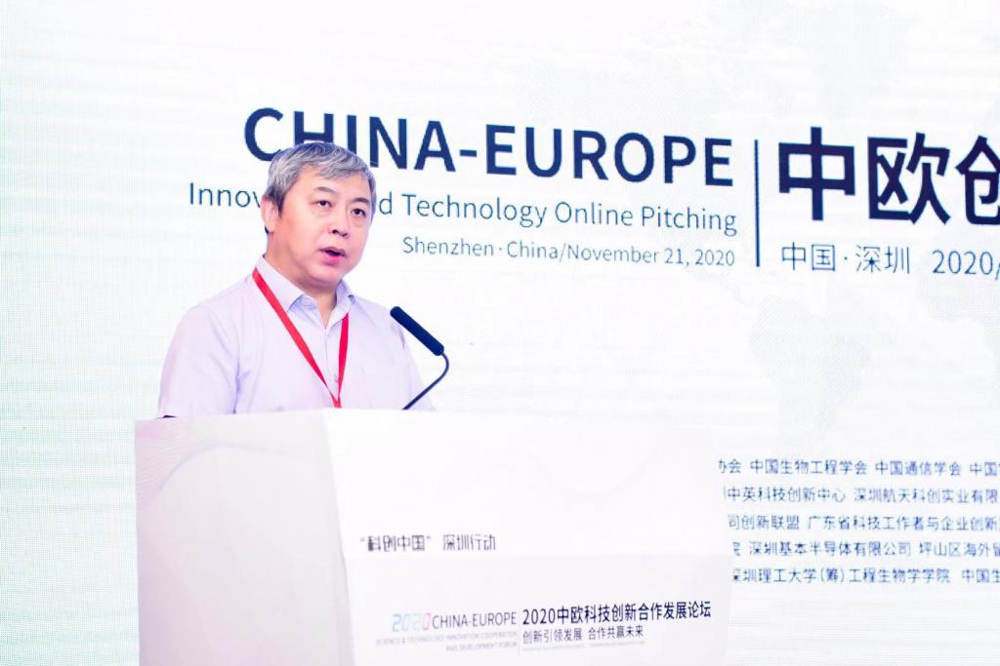 CHINA-EUROPE
Technology Online Pitching
Shenzhen·China/November 21, 2020
中欧创
中国·深圳 2020/
协会 中国生物工程学会 中国通信学会 中国
中英科技创新中心 深圳航天科创实业有限
司创新联盟 广东省科技工作者与企业创新
院 深圳基本半导体有限公司 坪山区海外留
深圳理工大学(筹)工程生物学学院 中国生
“科创中国” 深圳行动
2020 CHINA-EUROPE
SCIENCE & TECHNOLOGY INNOVATION COOPERATION
AND DEVELOPMENT FORUM
2020中欧科技创新合作发展论坛
创新引领发展 合作共赢未来